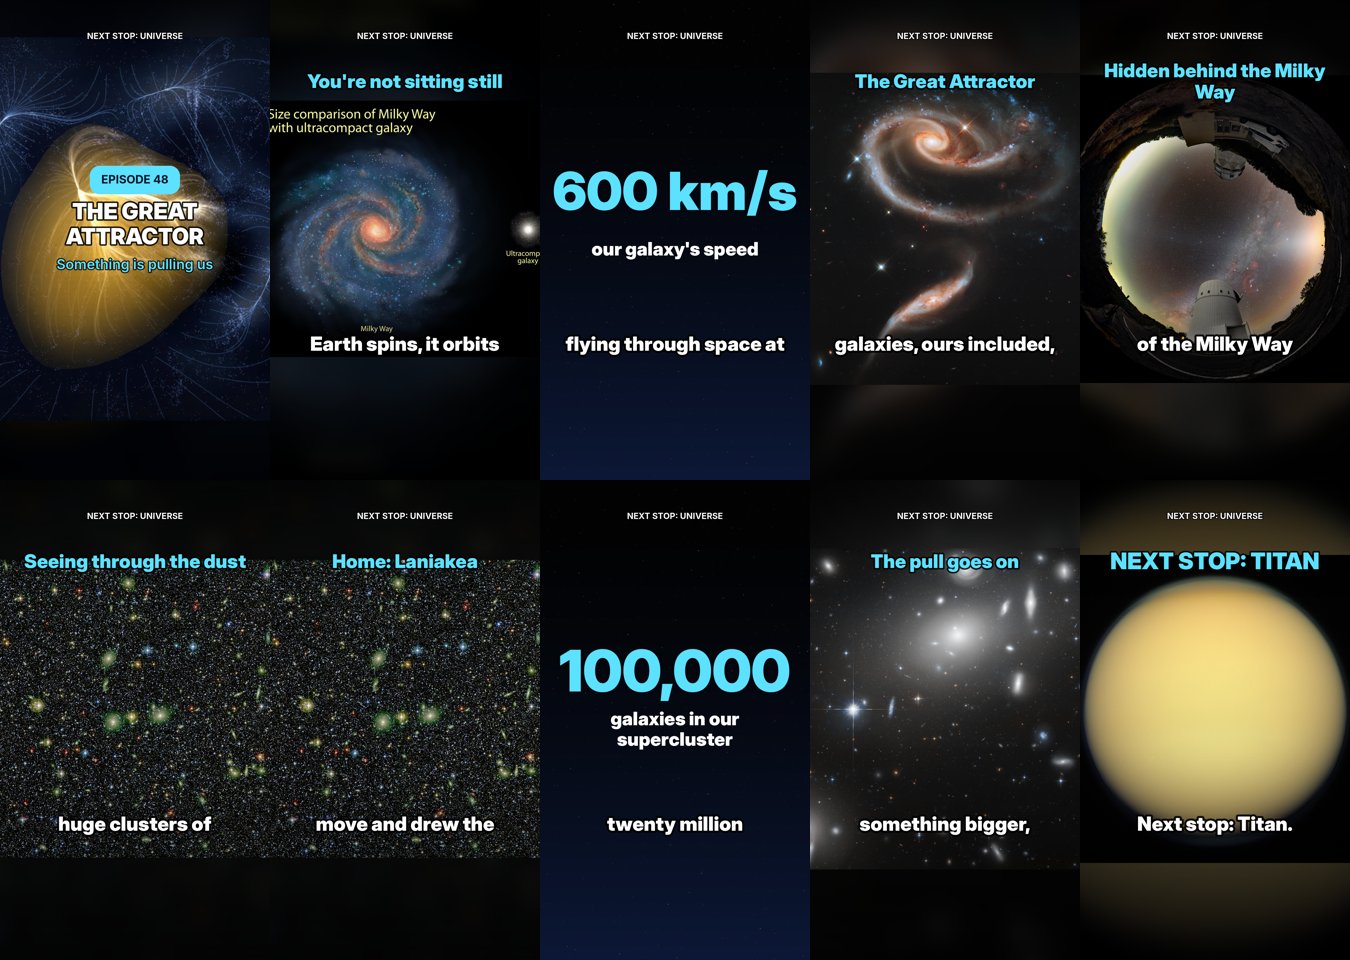 NEXT STOP: UNIVERSE
EPISODE 48
THE GREAT
ATTRACTOR
Something is pulling us
NEXT STOP: UNIVERSE
You're not sitting still
Size comparison of Milky Way
with ultracompact galaxy
Ultracomp
galaxy
Milky Way
Earth spins, it orbits
NEXT STOP: UNIVERSE
600 km/s
our galaxy's speed
flying through space at
NEXT STOP: UNIVERSE
The Great Attractor
galaxies, ours included,
NEXT STOP: UNIVERSE
Hidden behind the Milky
Way
of the Milky Way
NEXT STOP: UNIVERSE
Seeing through the dust
huge clusters of
NEXT STOP: UNIVERSE
Home: Laniakea
move and drew the
NEXT STOP: UNIVERSE
100,000
galaxies in our
supercluster
twenty million
NEXT STOP: UNIVERSE
The pull goes on
something bigger,
NEXT STOP: UNIVERSE
NEXT STOP: TITAN
Next stop: Titan.